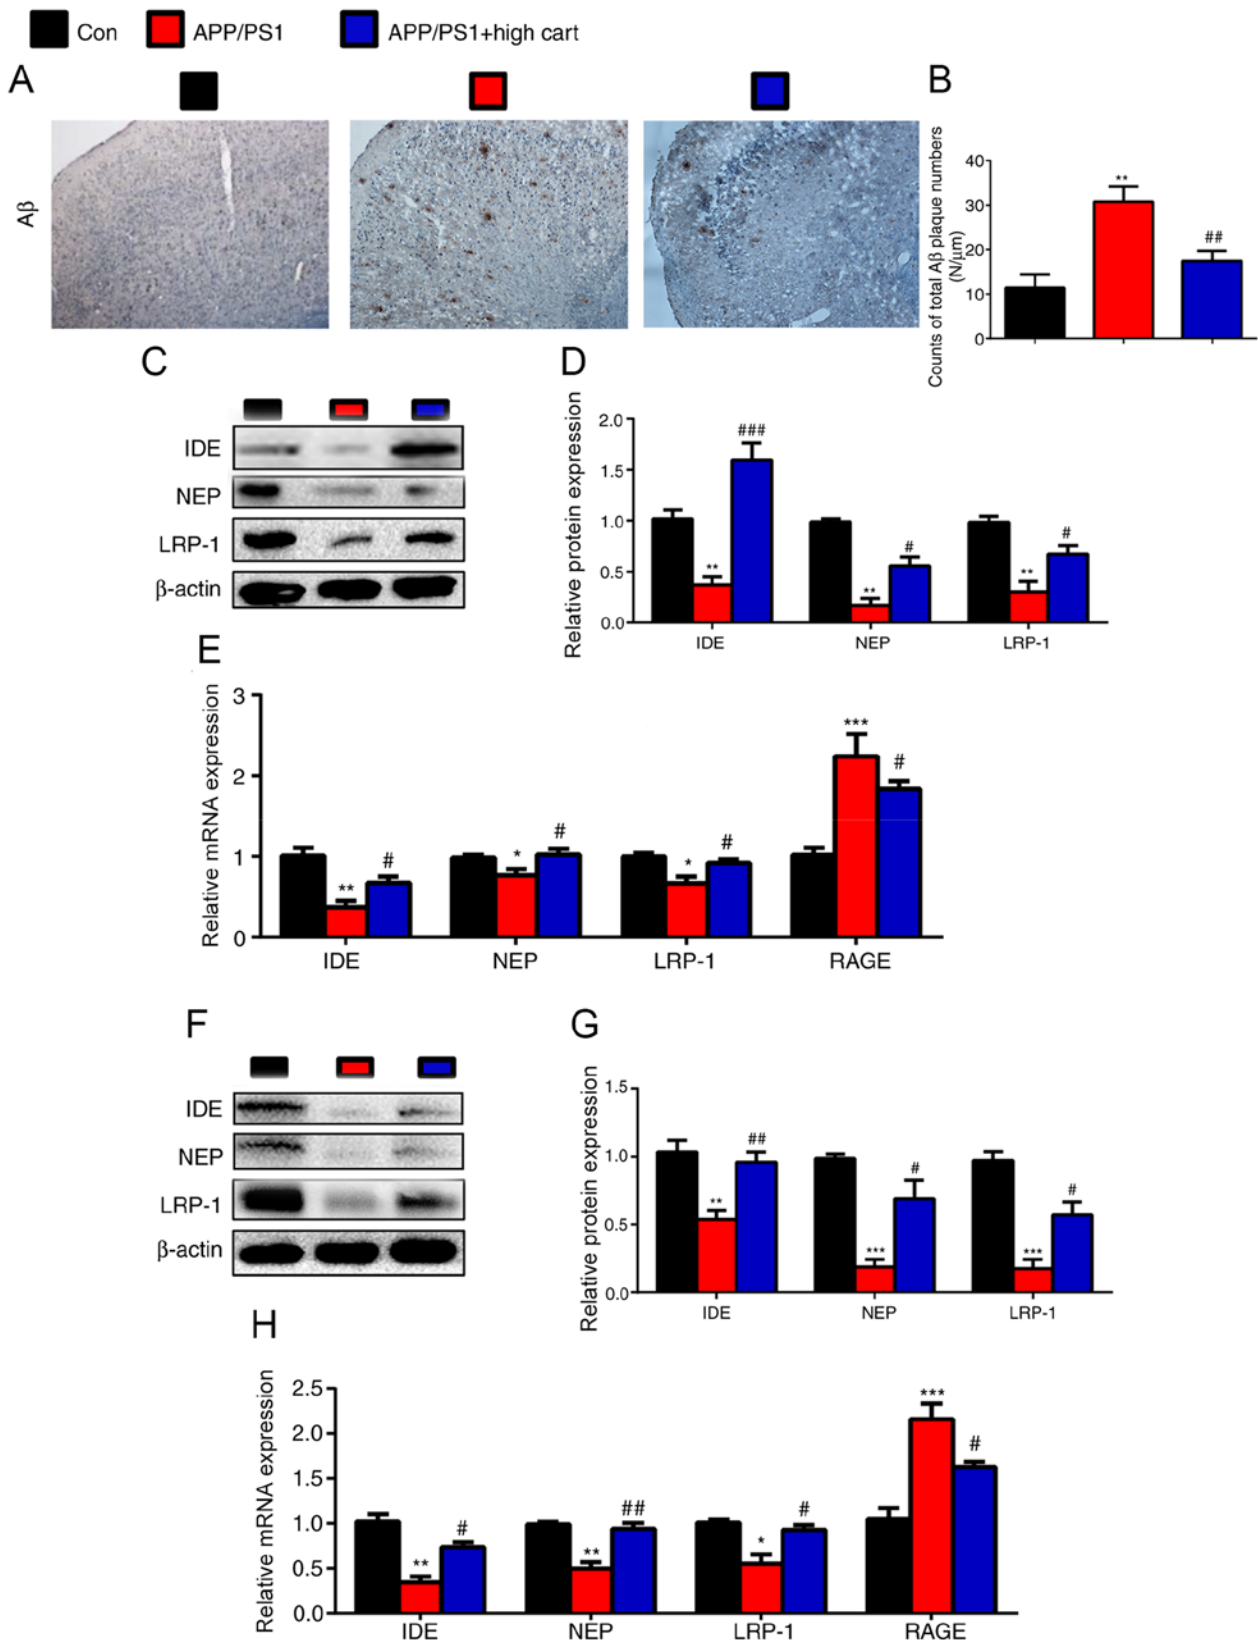 Con APP/PS1 APP/PS1+high cart
A
B
Aβ
Counts of total Aβ plaque numbers
(N/μm)
40
30
20
10
0
**
##
C
D
IDE
NEP
LRP-1
β-actin
Relative protein expression
2.0
1.5
1.0
0.5
0.0
** ###
** #
** #
IDE NEP LRP-1
E
Relative mRNA expression
3
2
1
0
** #
* #
* #
*** #
IDE NEP LRP-1 RAGE
F
G
IDE
NEP
LRP-1
β-actin
Relative protein expression
1.5
1.0
0.5
0.0
** ##
*** #
*** #
IDE NEP LRP-1
H
Relative mRNA expression
2.5
2.0
1.5
1.0
0.5
0.0
** #
** ##
* #
*** #
IDE NEP LRP-1 RAGE